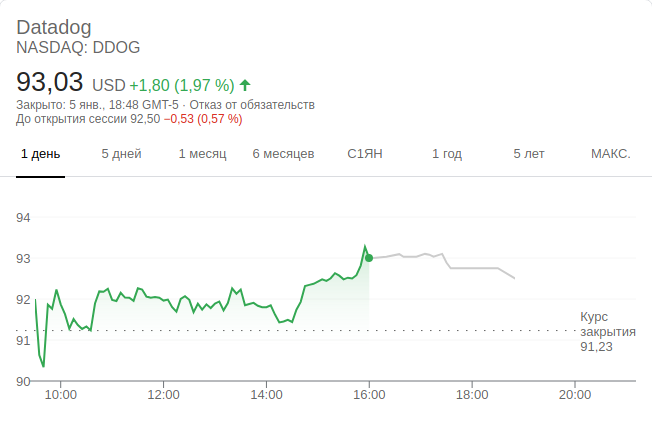 Datadog
NASDAQ: DDOG
93,03 USD +1,80 (1,97 %)
Закрыто: 5 янв., 18:48 GMT-5 · Отказ от обязательств
До открытия сессии 92,50 −0,53 (0,57 %)
1 день 5 дней 1 месяц 6 месяцев С1ЯН 1 год 5 лет МАКС.
94
93
92
Курс
закрытия
91,23
91
90
10:00 12:00 14:00 16:00 18:00 20:00